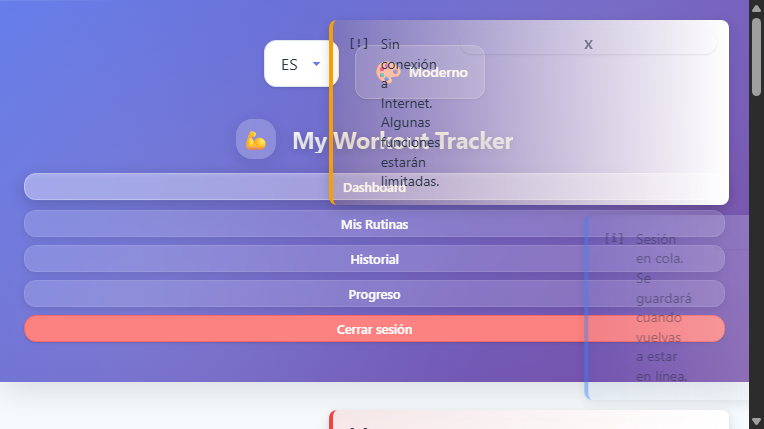 ES
Moderno
[!]
Sin
conexión
a
Internet.
Algunas
funciones
estarán
limitadas.
X
My Workout Tracker
Dashboard
Mis Rutinas
Historial
Progreso
Cerrar sesión
[i]
Sesión
en cola.
Se
guardará
cuando
vuelvas
a estar
en línea.